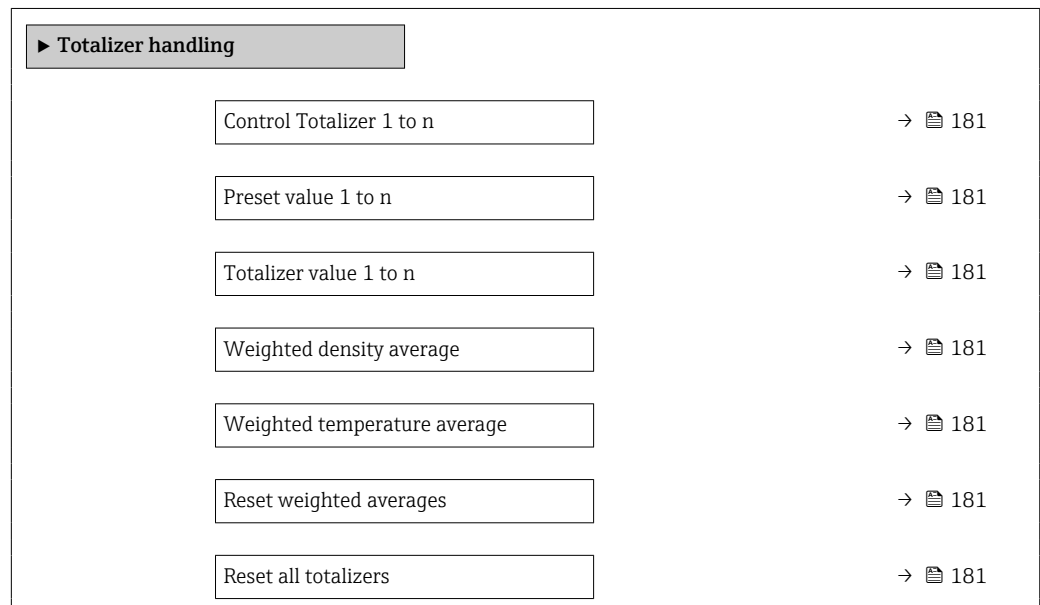 ▶ Totalizer handling
Control Totalizer 1 to n → 181
Preset value 1 to n → 181
Totalizer value 1 to n → 181
Weighted density average → 181
Weighted temperature average → 181
Reset weighted averages → 181
Reset all totalizers → 181